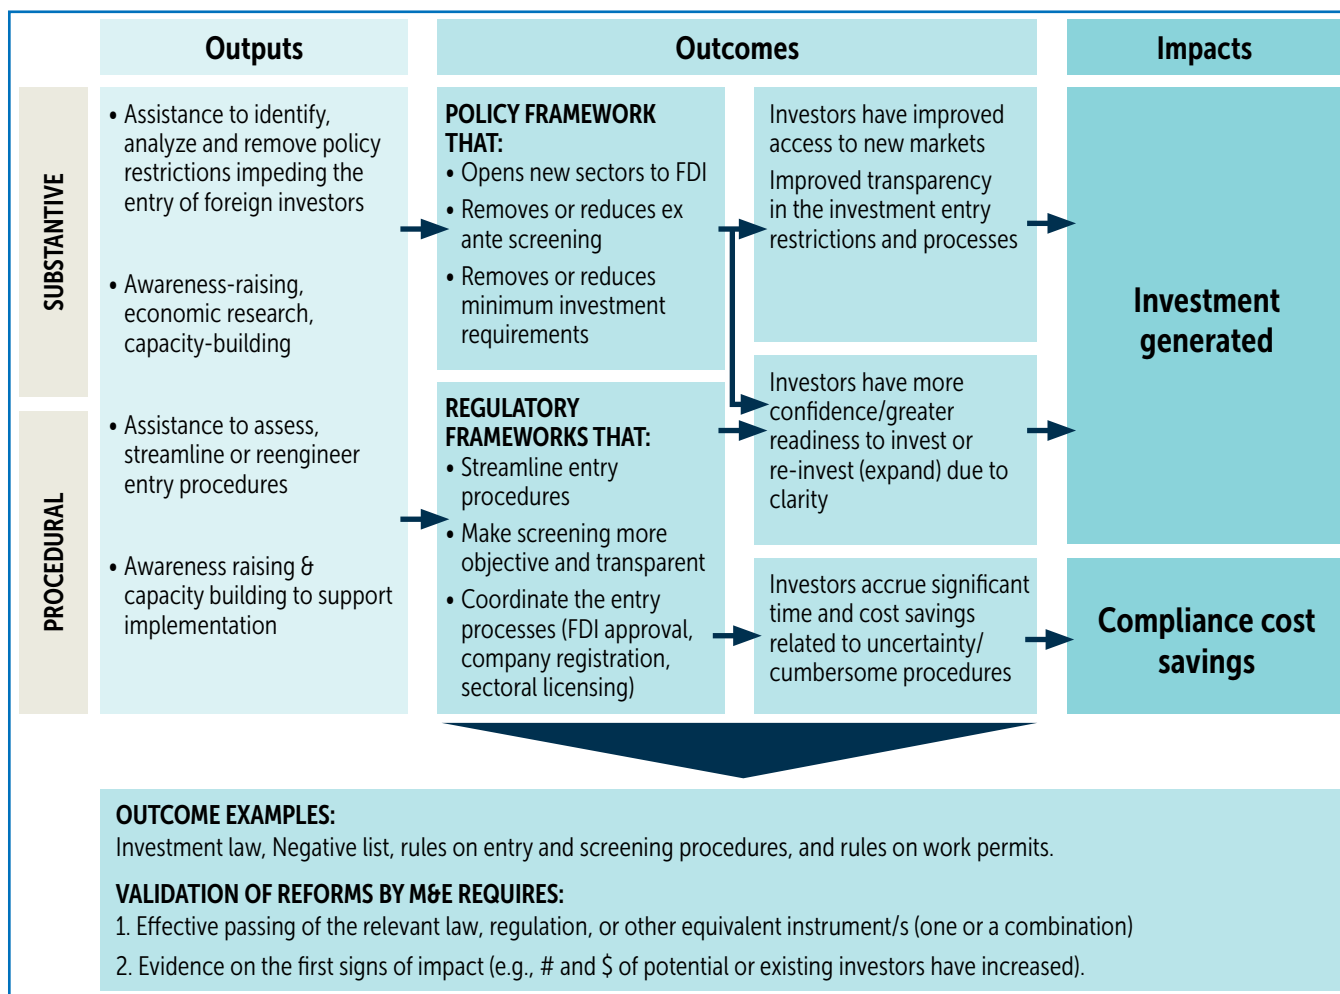 Outputs
Outcomes
Impacts
SUBSTANTIVE
• Assistance to identify,
analyze and remove policy
restrictions impeding the
entry of foreign investors
• Awareness-raising,
economic research,
capacity-building
PROCEDURAL
• Assistance to assess,
streamline or reengineer
entry procedures
• Awareness raising &
capacity building to support
implementation
POLICY FRAMEWORK
THAT:
• Opens new sectors to FDI
• Removes or reduces ex
ante screening
• Removes or reduces
minimum investment
requirements
REGULATORY
FRAMEWORKS THAT:
• Streamline entry
procedures
• Make screening more
objective and transparent
• Coordinate the entry
processes (FDI approval,
company registration,
sectoral licensing)
Investors have improved
access to new markets
Improved transparency
in the investment entry
restrictions and processes
Investors have more
confidence/greater
readiness to invest or
re-invest (expand) due to
clarity
Investors accrue significant
time and cost savings
related to uncertainty/
cumbersome procedures
Investment
generated
Compliance cost
savings
OUTCOME EXAMPLES:
Investment law, Negative list, rules on entry and screening procedures, and rules on work permits.
VALIDATION OF REFORMS BY M&E REQUIRES:
1. Effective passing of the relevant law, regulation, or other equivalent instrument/s (one or a combination)
2. Evidence on the first signs of impact (e.g., # and $ of potential or existing investors have increased).